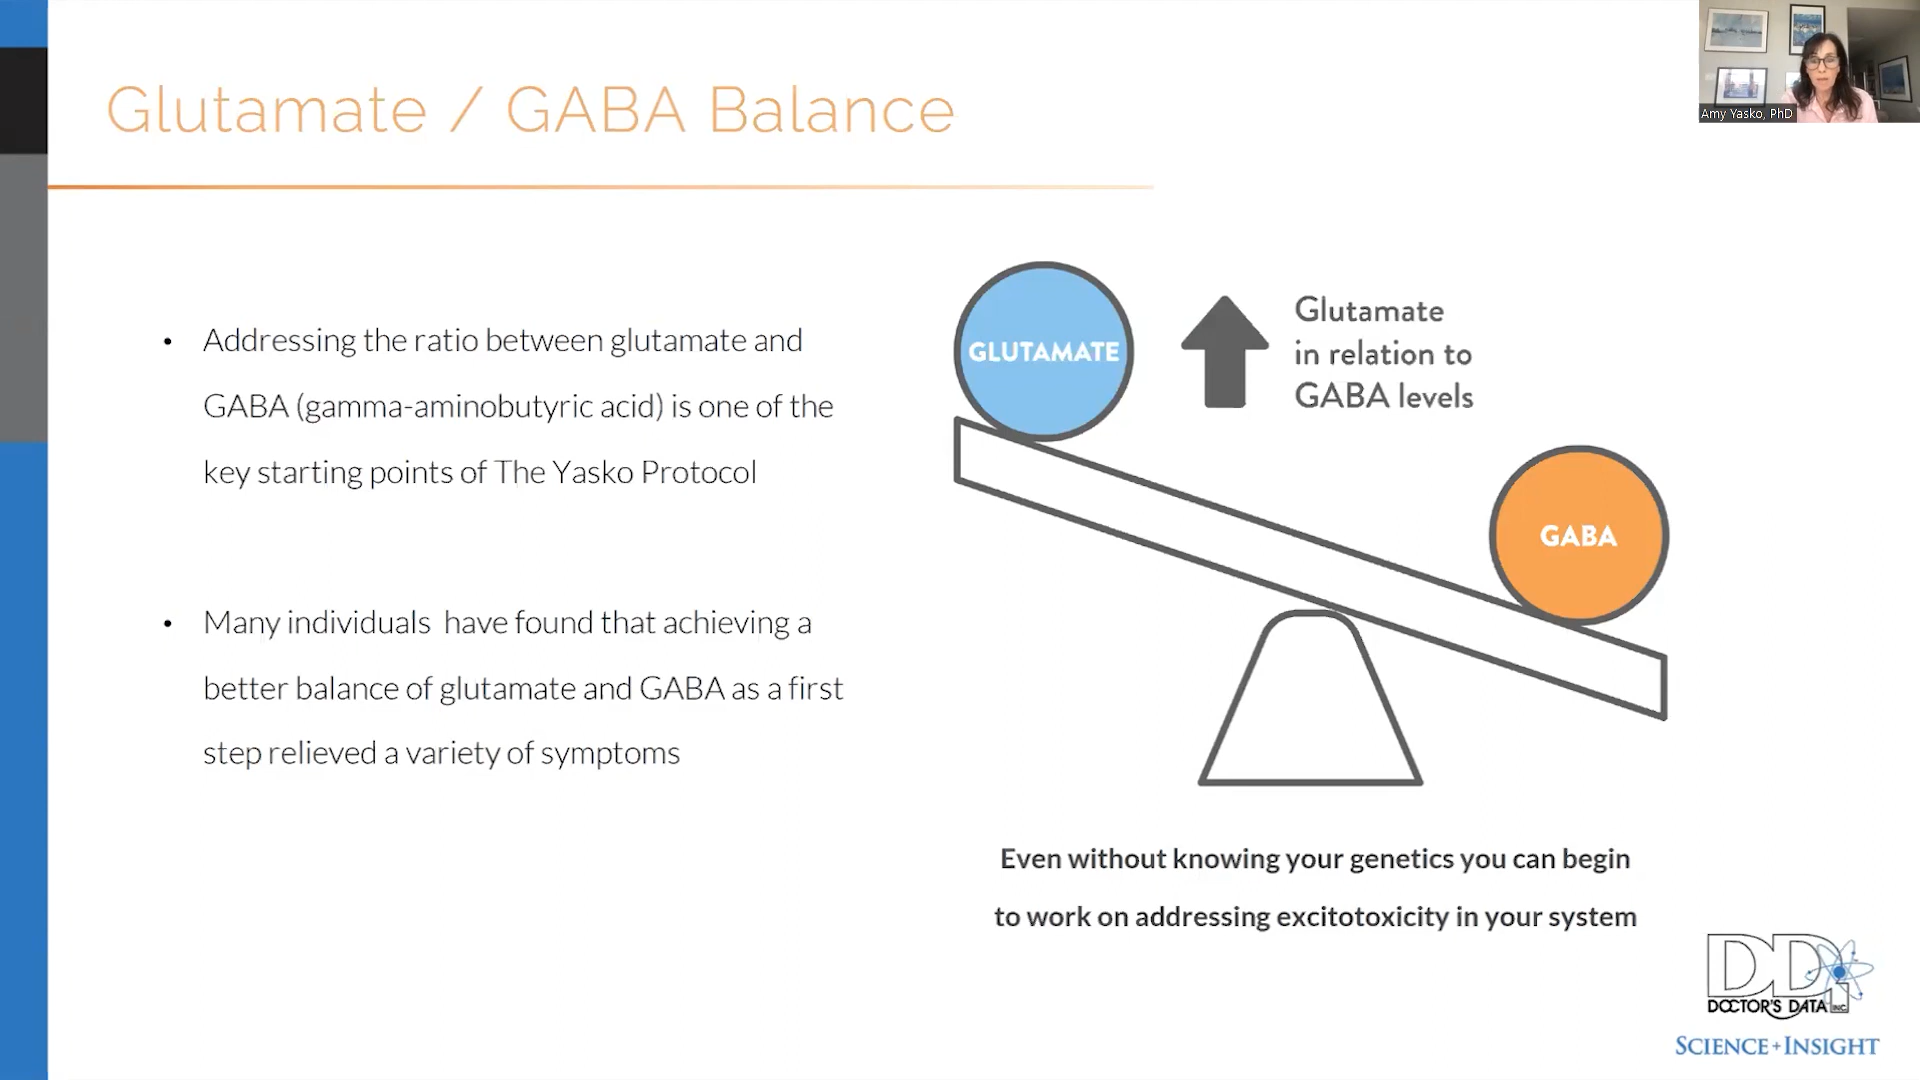 Glutamate / GABA Balance
Amy Yasko, PhD
• Addressing the ratio between glutamate and
GABA (gamma-aminobutyric acid) is one of the
key starting points of The Yasko Protocol
• Many individuals  have found that achieving a
better balance of glutamate and GABA as a first
step relieved a variety of symptoms
GLUTAMATE
Glutamate
in relation to
GABA levels
GABA
Even without knowing your genetics you can begin
to work on addressing excitotoxicity in your system
DDI
DOCTOR'S DATA INC.
SCIENCE + INSIGHT